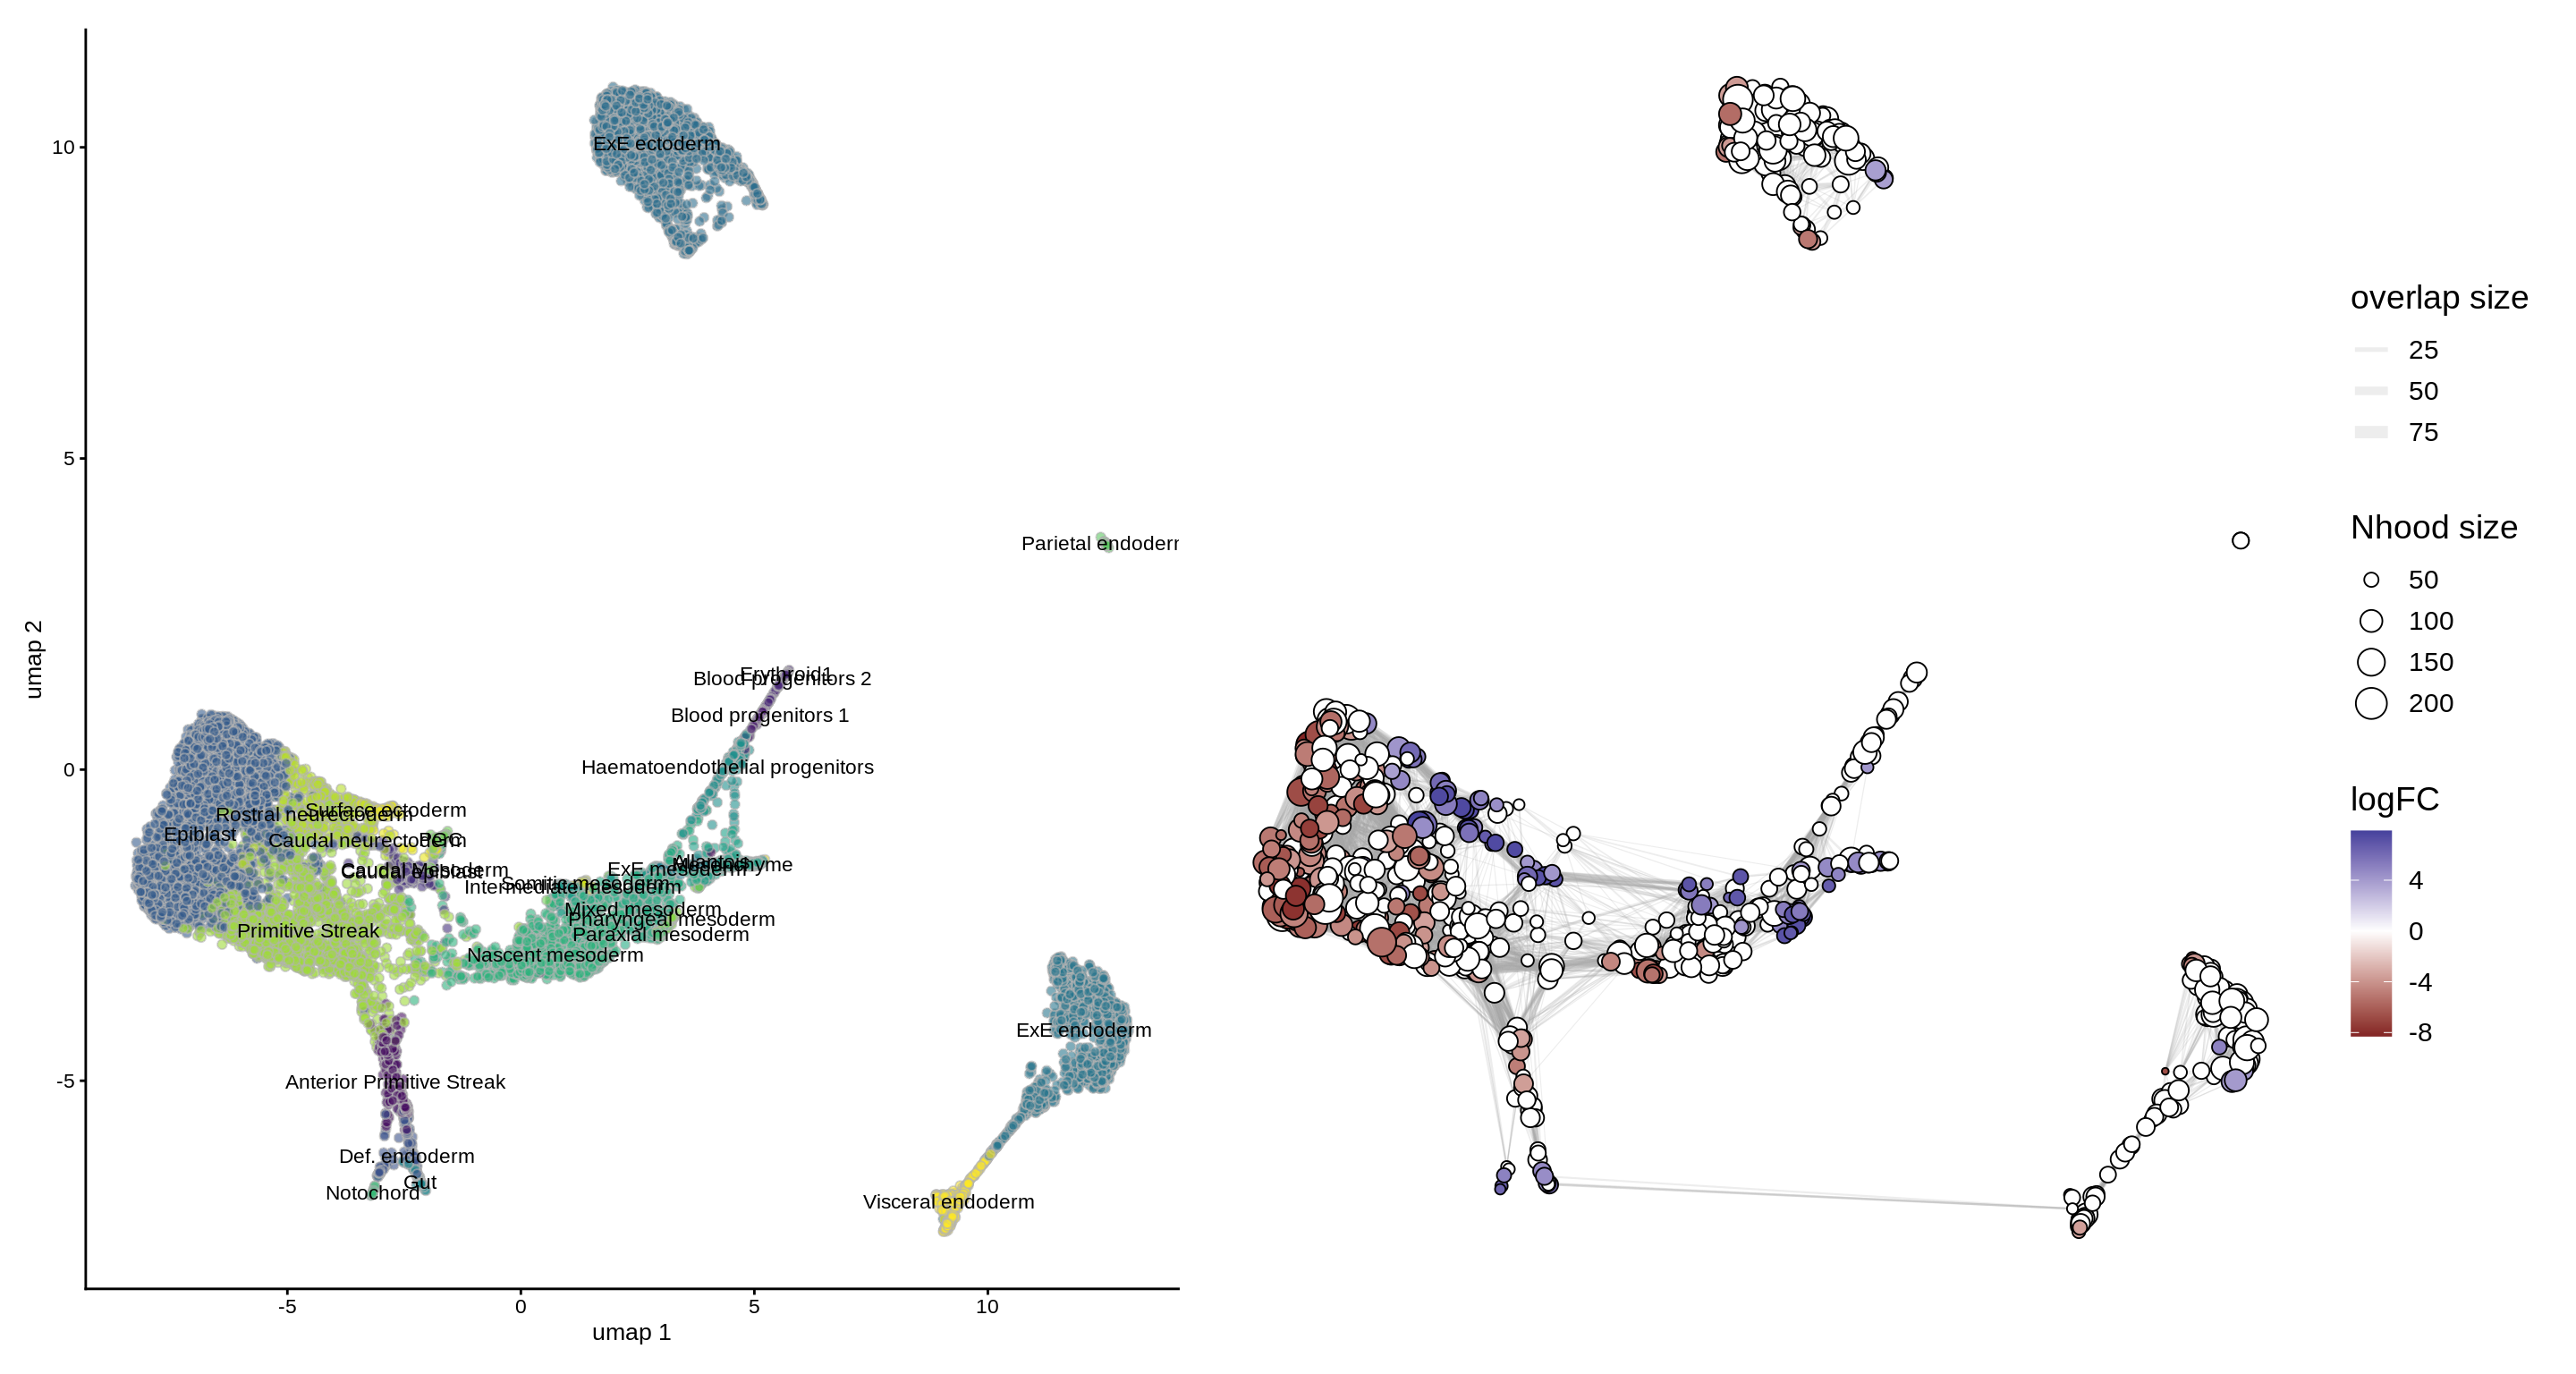 10
5
0
-5
umap 2
-5
0
5
10
umap 1
ExE ectoderm
Parietal endoderr
Erythroid1
Blood progenitors 2
Blood progenitors 1
Haematoendothelial progenitors
Surface ectoderm
Rostral neurectoderm
Epiblast
Caudal neurectoderm
PGC
Allantois
Mesenchyme
ExE mesoderm
Caudal Mesoderm
Caudal epiblast
Somitic mesoderm
Intermediate mesoderm
Mixed mesoderm
Pharyngeal mesoderm
Primitive Streak
Paraxial mesoderm
Nascent mesoderm
ExE endoderm
Anterior Primitive Streak
Def. endoderm
Gut
Notochord
Visceral endoderm
overlap size
25
50
75
Nhood size
50
100
150
200
logFC
4
0
-4
-8